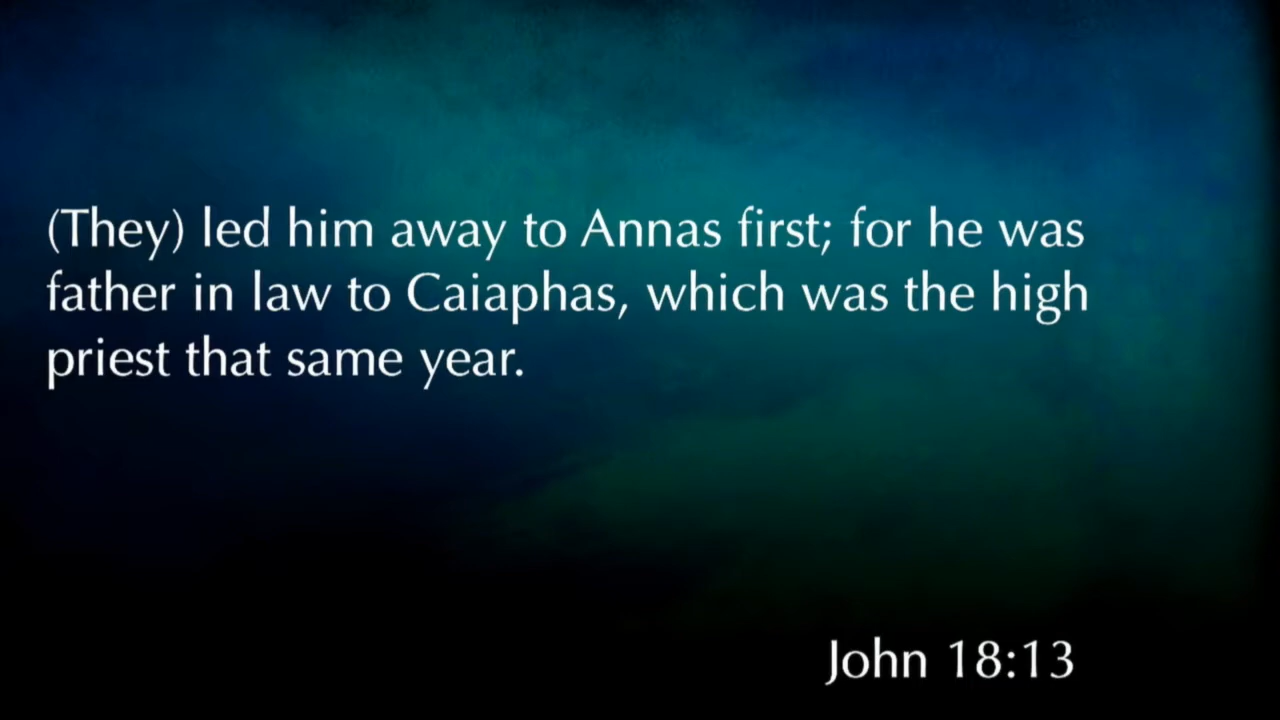 (They) led him away to Annas first; for he was
father in law to Caiaphas, which was the high
priest that same year.
John 18:13